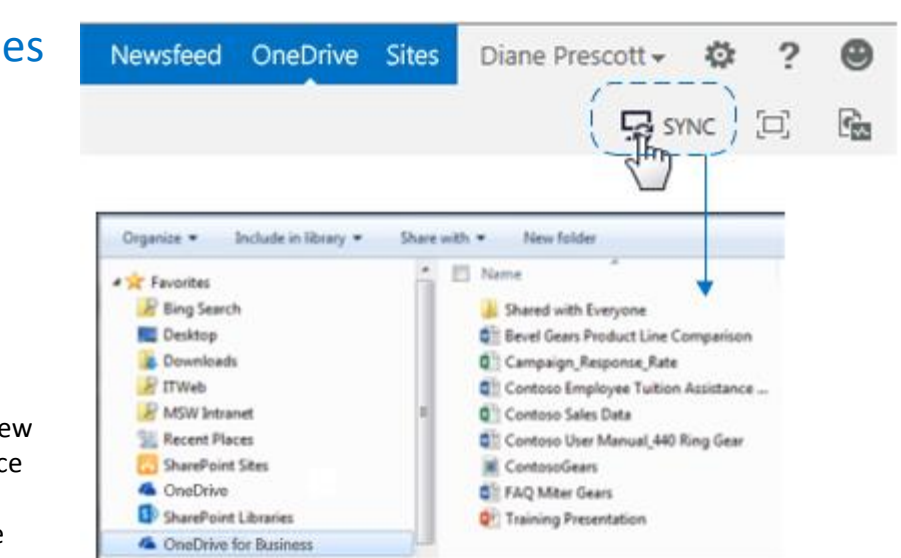 es
Newsfeed OneDrive Sites Diane Prescott ?
SYNC
Organize Include in library Share with New folder
Favorites
Bing Search
Desktop
Downloads
ITWeb
MSW Intranet
Recent Places
SharePoint Sites
OneDrive
SharePoint Libraries
OneDrive for Business
Name
Shared with Everyone
Bevel Gears Product Line Comparison
Campaign_Response_Rate
Contoso Employee Tuition Assistance ...
Contoso Sales Data
Contoso User Manual_440 Ring Gear
ContosoGears
FAQ Miter Gears
Training Presentation
ew
ce
e